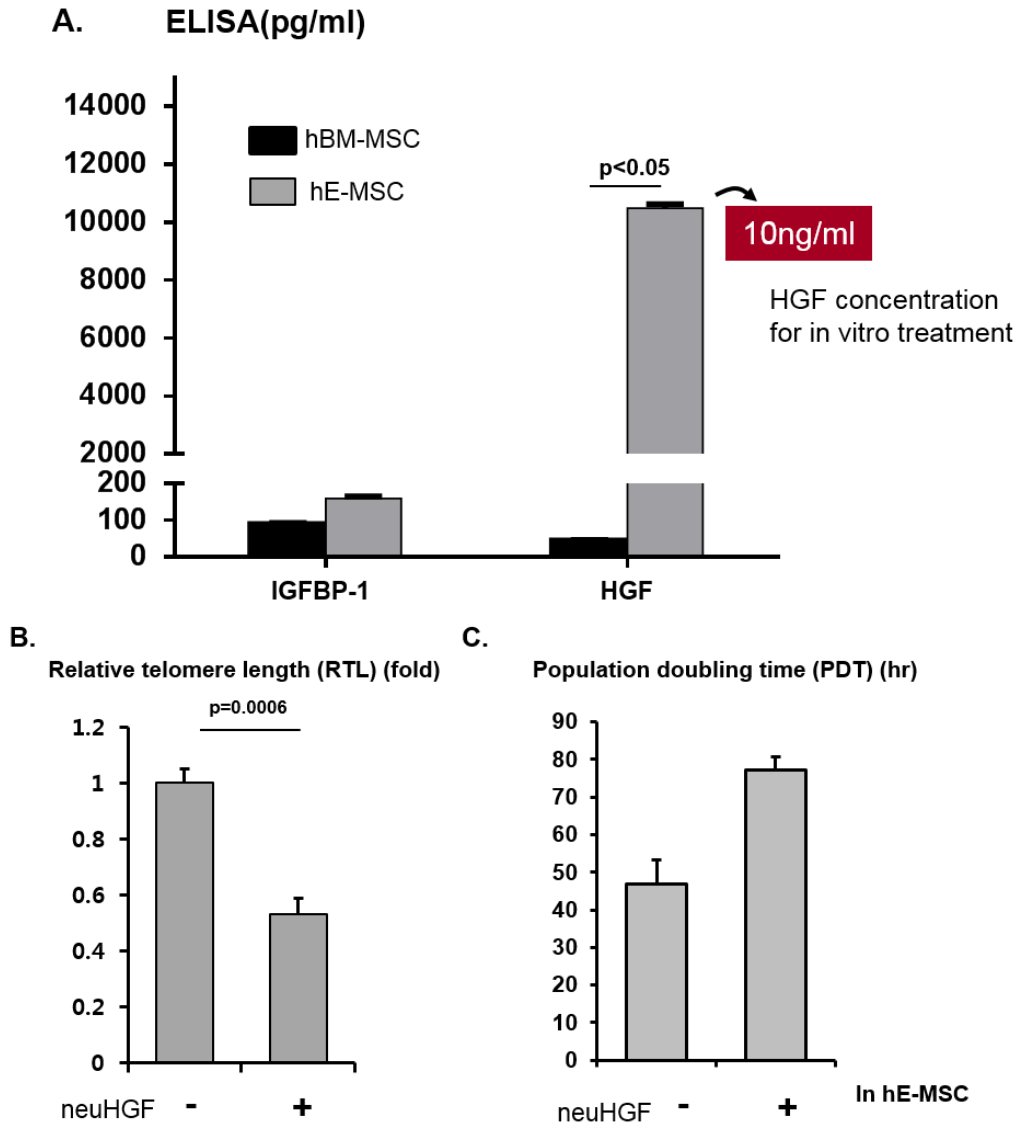 A. ELISA(pg/ml)
14000
12000
10000
8000
6000
4000
2000
200
100
0
hBM-MSC
hE-MSC
p<0.05
10ng/ml
HGF concentration
for in vitro treatment
IGFBP-1 HGF
B.
Relative telomere length (RTL) (fold)
p=0.0006
1.2
1
0.8
0.6
0.4
0.2
0
neuHGF - +
C.
Population doubling time (PDT) (hr)
90
80
70
60
50
40
30
20
10
0
neuHGF - +
In hE-MSC